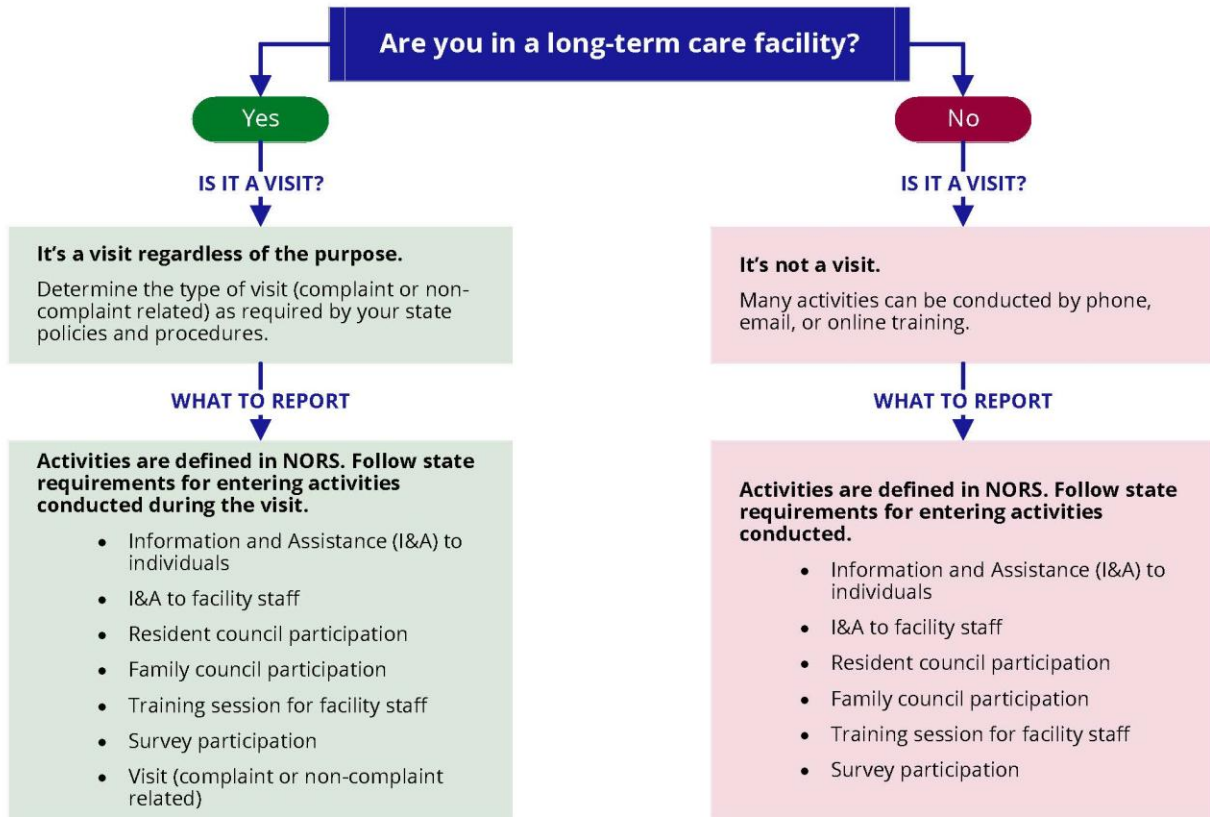 Are you in a long-term care facility?
Yes
IS IT A VISIT?
It's a visit regardless of the purpose.
Determine the type of visit (complaint or non-
complaint related) as required by your state
policies and procedures.
WHAT TO REPORT
Activities are defined in NORS. Follow state
requirements for entering activities
conducted during the visit.
• Information and Assistance (I&A) to
individuals
• I&A to facility staff
• Resident council participation
• Family council participation
• Training session for facility staff
• Survey participation
• Visit (complaint or non-complaint
related)
No
IS IT A VISIT?
It's not a visit.
Many activities can be conducted by phone,
email, or online training.
WHAT TO REPORT
Activities are defined in NORS. Follow state
requirements for entering activities
conducted.
• Information and Assistance (I&A) to
individuals
• I&A to facility staff
• Resident council participation
• Family council participation
• Training session for facility staff
• Survey participation